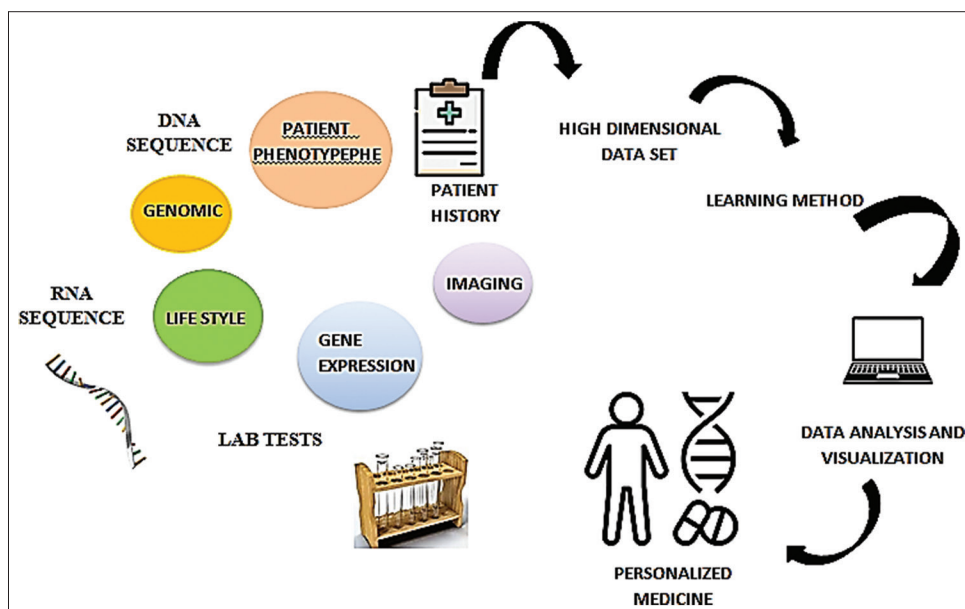 DNA
SEQUENCE
PATIENT
PHENOTYPEPHE
GENOMIC
PATIENT
HISTORY
HIGH DIMENSIONAL
DATA SET
LEARNING METHOD
RNA
SEQUENCE
LIFE STYLE
GENE
EXPRESSION
IMAGING
LAB TESTS
DATA ANALYSIS AND
VISUALIZATION
PERSONALIZED
MEDICINE